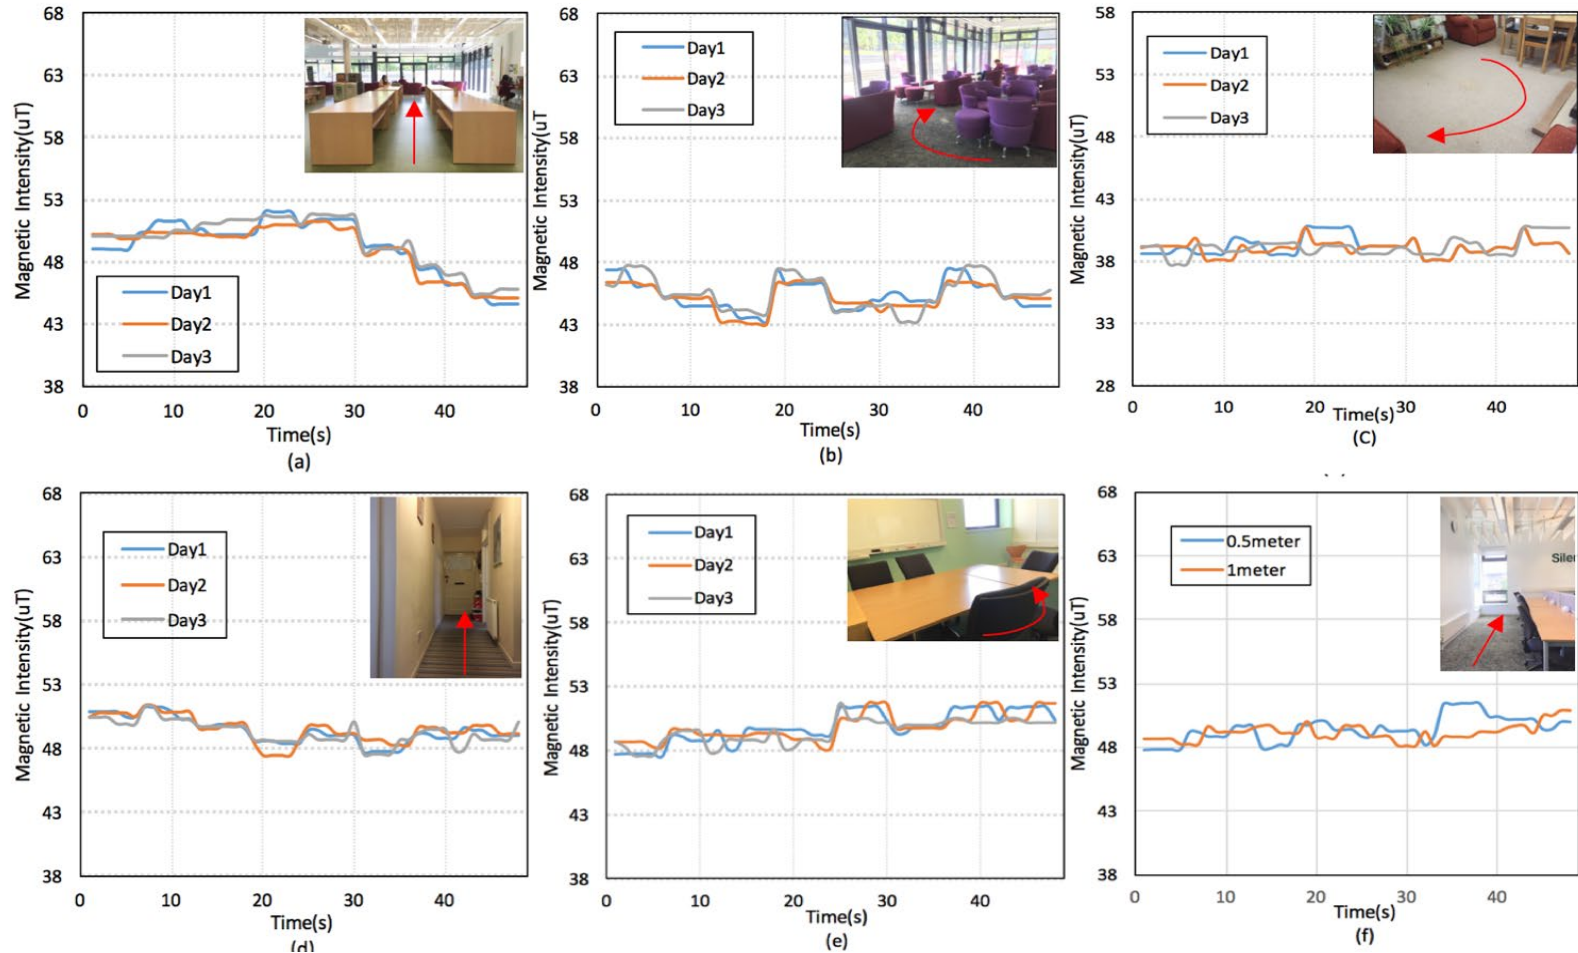 68
63
58
53
48
43
38
Magnetic Intensity(uT)
Day1
Day2
Day3
0 10 20 30 40
Time(s)
(a)
68
63
58
53
48
43
38
Magnetic Intensity(uT
Day1
Day2
Day3
0 10 20 30 40
Time(s)
(b)
58
53
48
43
38
33
28
Magnetic Intensity(uT)
Day1
Day2
Day3
0 10 20 30 40
Time(s)
(C)
68
63
58
53
48
43
38
Magnetic Intensity(uT)
Day1
Day2
Day3
0 10 20 30 40
Time(s)
(d)
68
63
58
53
48
43
38
Magnetic Intensity(uT)
Day1
Day2
Day3
0 10 20 30 40
Time(s)
(e)
68
63
58
53
48
43
38
Magnetic Intensity(uT)
0.5meter
1meter
Siler
0 10 20 30 40
Time(s)
(f)